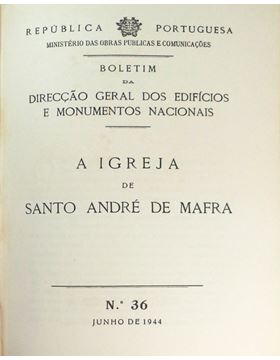 REPÚBLICA PORTUGUESA
MINISTÉRIO DAS OBRAS PUBLICAS E COMUNICAÇÕES
BOLETIM
DA
DIRECÇÃO GERAL DOS EDIFÍCIOS
E MONUMENTOS NACIONAIS
A IGREJA
DE
SANTO ANDRÉ DE MAFRA
N.º 36
JUNHO DE 1944